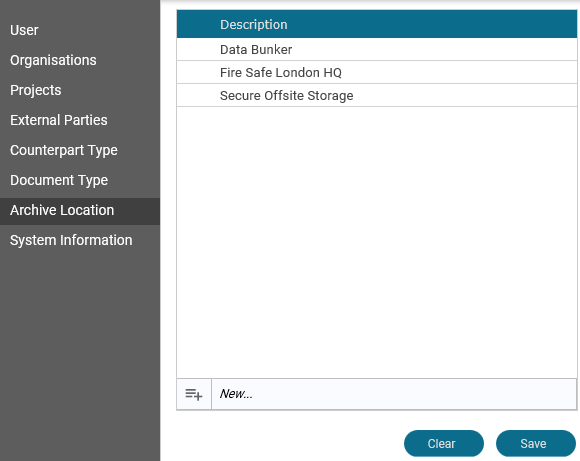 User
Organisations
Projects
External Parties
Counterpart Type
Document Type
Archive Location
System Information
Description
Data Bunker
Fire Safe London HQ
Secure Offsite Storage
New...
Clear
Save